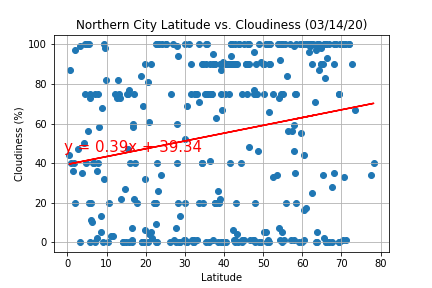 Northern City Latitude vs. Cloudiness (03/14/20)
100
80
60
40
20
0
Cloudiness (%)
y = 0.39x + 39.34
0 10 20 30 40 50 60 70 80
Latitude